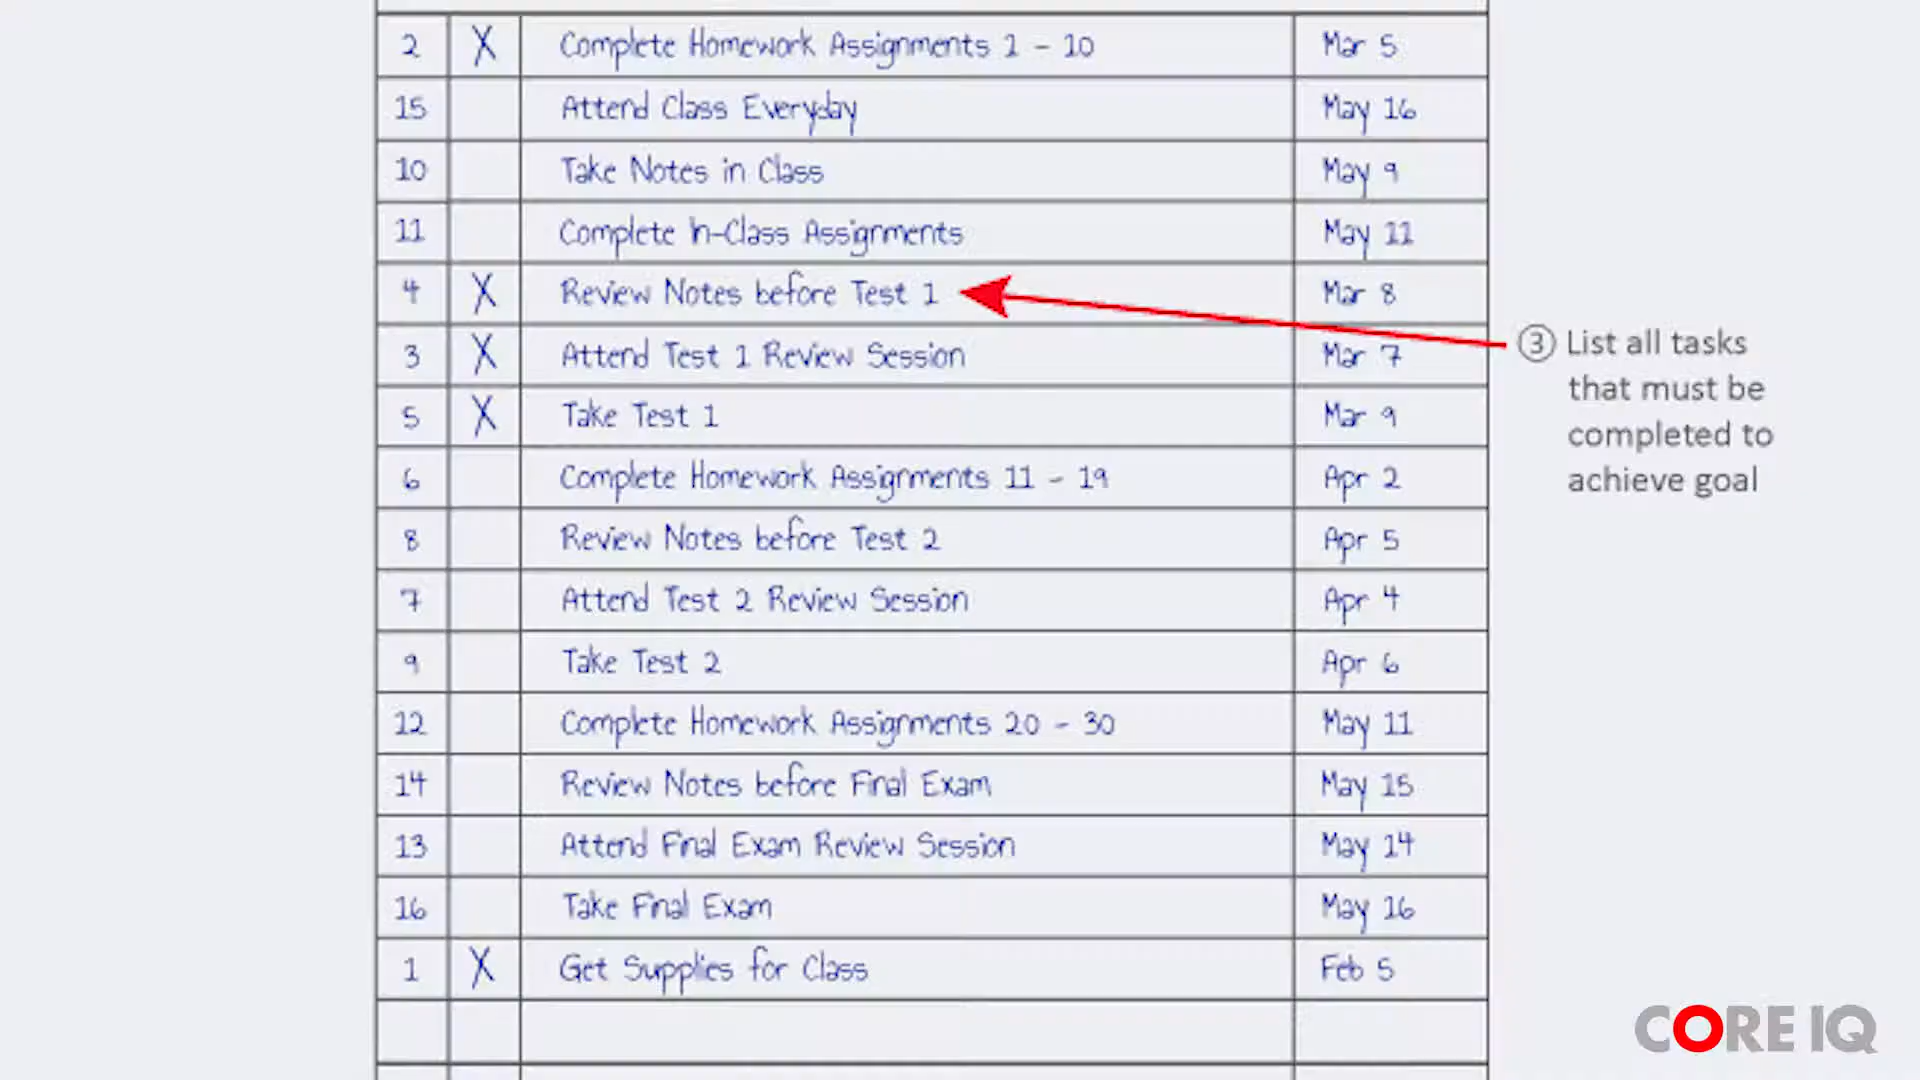 2 X Complete Homework Assignments 1 - 10 Mar 5
15 Attend Class Everyday May 16
10 Take Notes in Class May 9
11 Complete In-Class Assignments May 11
4 X Review Notes before Test 1 Mar 8
3 X Attend Test 1 Review Session Mar 7
5 X Take Test 1 Mar 9
6 Complete Homework Assignments 11 - 19 Apr 2
8 Review Notes before Test 2 Apr 5
7 Attend Test 2 Review Session Apr 4
9 Take Test 2 Apr 6
12 Complete Homework Assignments 20 - 30 May 11
14 Review Notes before Final Exam May 15
13 Attend Final Exam Review Session May 14
16 Take Final Exam May 16
1 X Get Supplies for Class Feb 5
③ List all tasks
that must be
completed to
achieve goal
CORE IQ